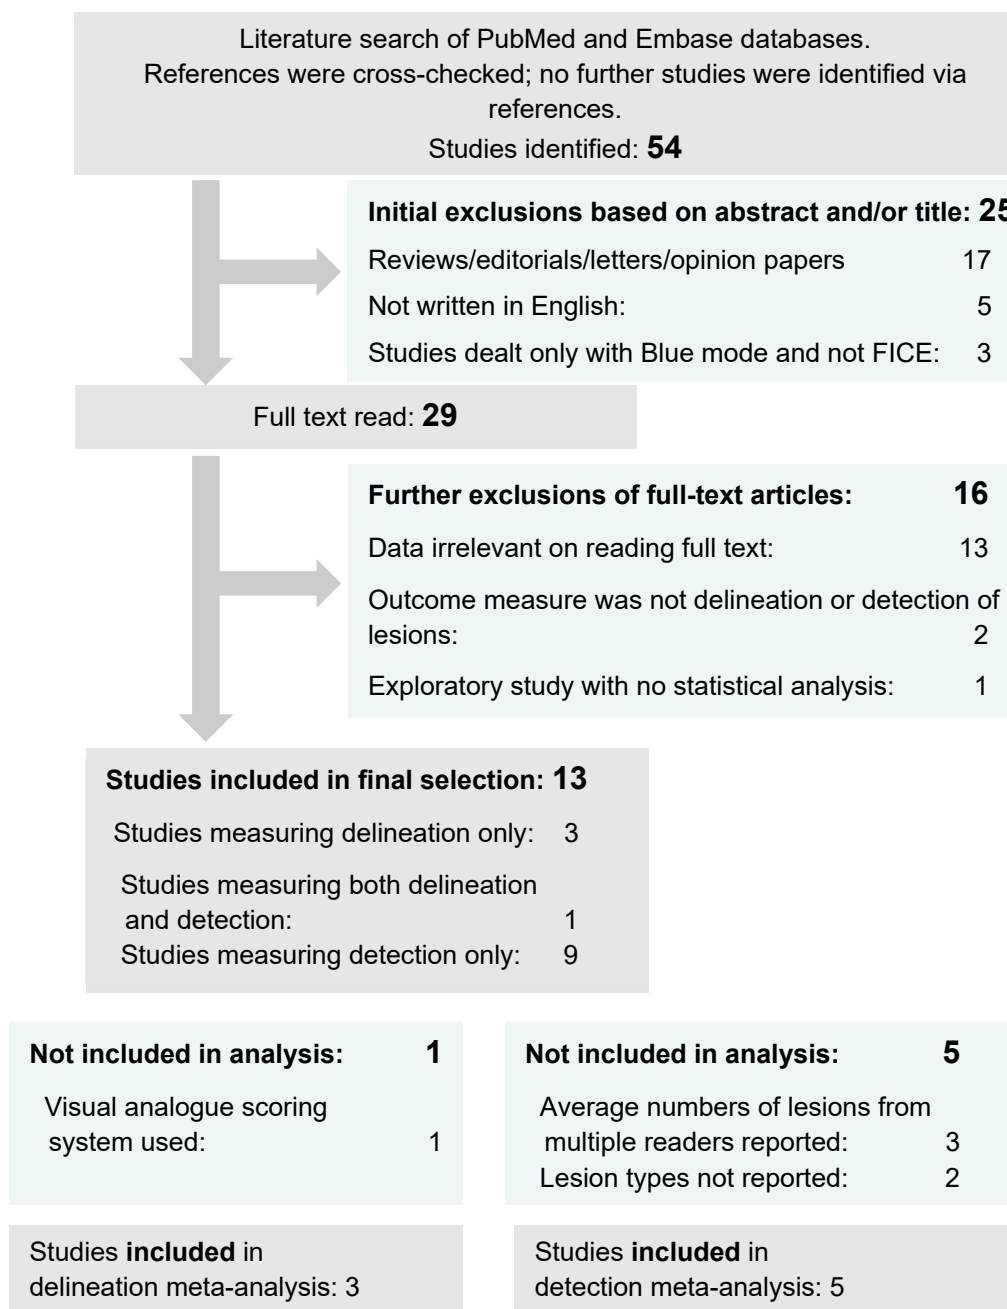 Literature search of PubMed and Embase databases.
References were cross-checked; no further studies were identified via
references.
Studies identified: 54
Initial exclusions based on abstract and/or title: 25
Reviews/editorials/letters/opinion papers 17
Not written in English: 5
Studies dealt only with Blue mode and not FICE: 3
Full text read: 29
Further exclusions of full-text articles: 16
Data irrelevant on reading full text: 13
Outcome measure was not delineation or detection of
lesions: 2
Exploratory study with no statistical analysis: 1
Studies included in final selection: 13
Studies measuring delineation only: 3
Studies measuring both delineation
and detection: 1
Studies measuring detection only: 9
Not included in analysis: 1
Visual analogue scoring
system used: 1
Not included in analysis: 5
Average numbers of lesions from
multiple readers reported: 3
Lesion types not reported: 2
Studies included in
delineation meta-analysis: 3
Studies included in
detection meta-analysis: 5